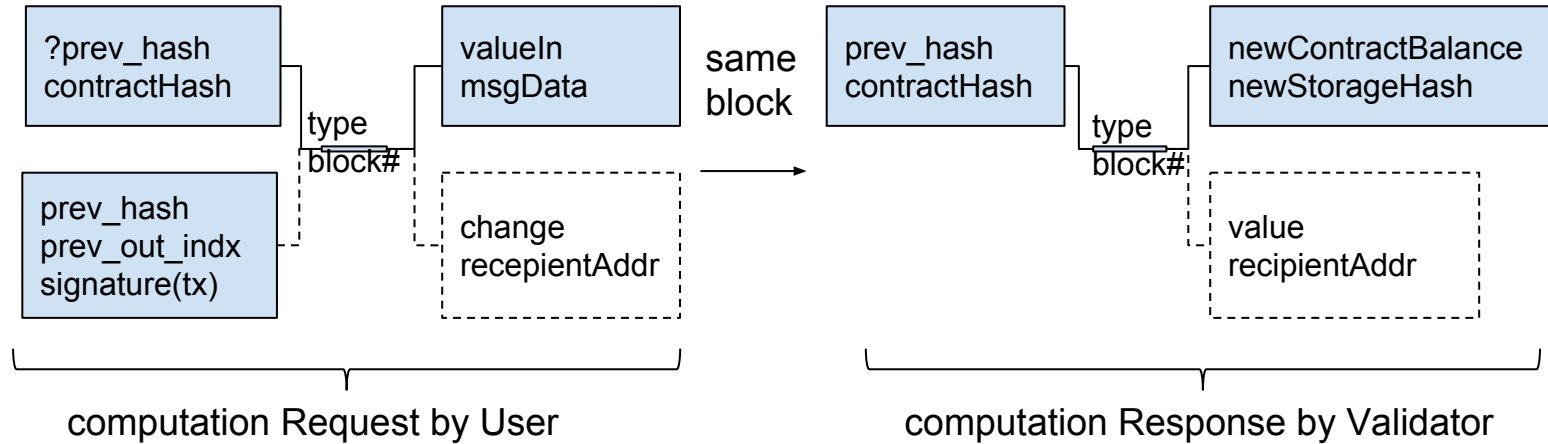 ?prev_hash
contractHash
valueIn
msgData
type
block#
prev_hash
prev_out_indx
signature(tx)
change
recepientAddr
computation Request by User
same
block
prev_hash
contractHash
newContractBalance
newStorageHash
type
block#
value
recipientAddr
computation Response by Validator